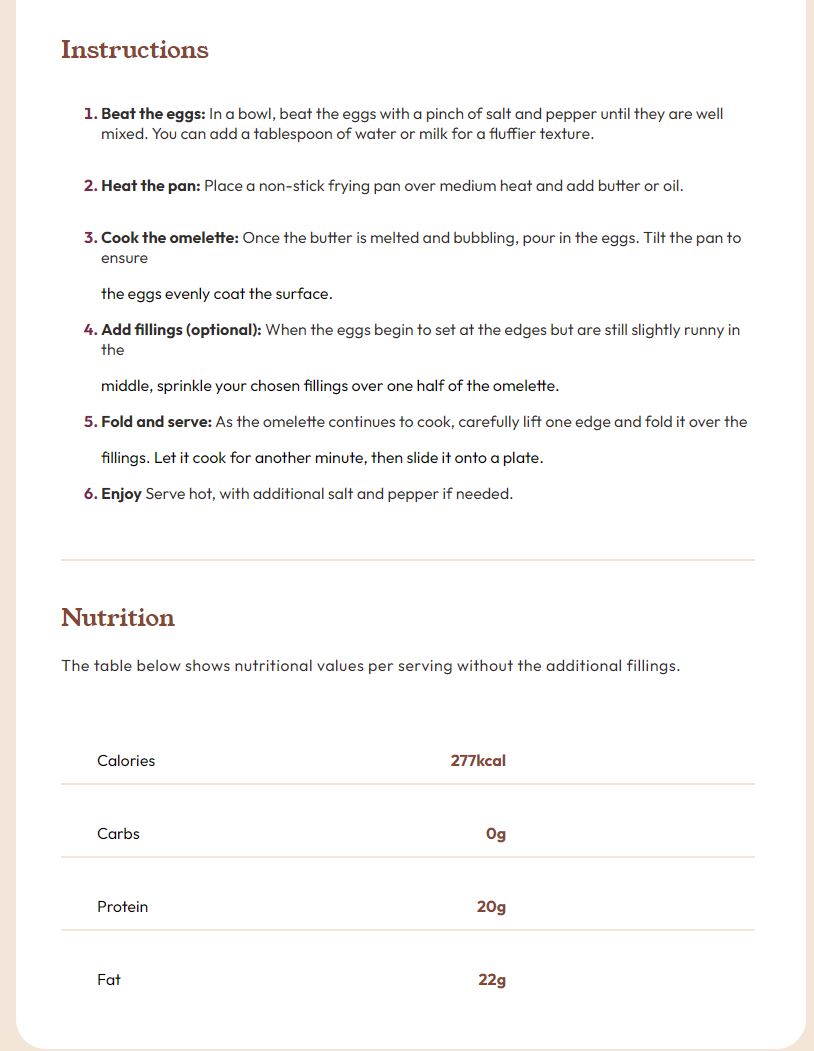 Instructions
1. Beat the eggs: In a bowl, beat the eggs with a pinch of salt and pepper until they are well
mixed. You can add a tablespoon of water or milk for a fluffier texture.
2. Heat the pan: Place a non-stick frying pan over medium heat and add butter or oil.
3. Cook the omelette: Once the butter is melted and bubbling, pour in the eggs. Tilt the pan to
ensure
the eggs evenly coat the surface.
4. Add fillings (optional): When the eggs begin to set at the edges but are still slightly runny in
the
middle, sprinkle your chosen fillings over one half of the omelette.
5. Fold and serve: As the omelette continues to cook, carefully lift one edge and fold it over the
fillings. Let it cook for another minute, then slide it onto a plate.
6. Enjoy Serve hot, with additional salt and pepper if needed.
Nutrition
The table below shows nutritional values per serving without the additional fillings.
Calories 277kcal
Carbs 0g
Protein 20g
Fat 22g